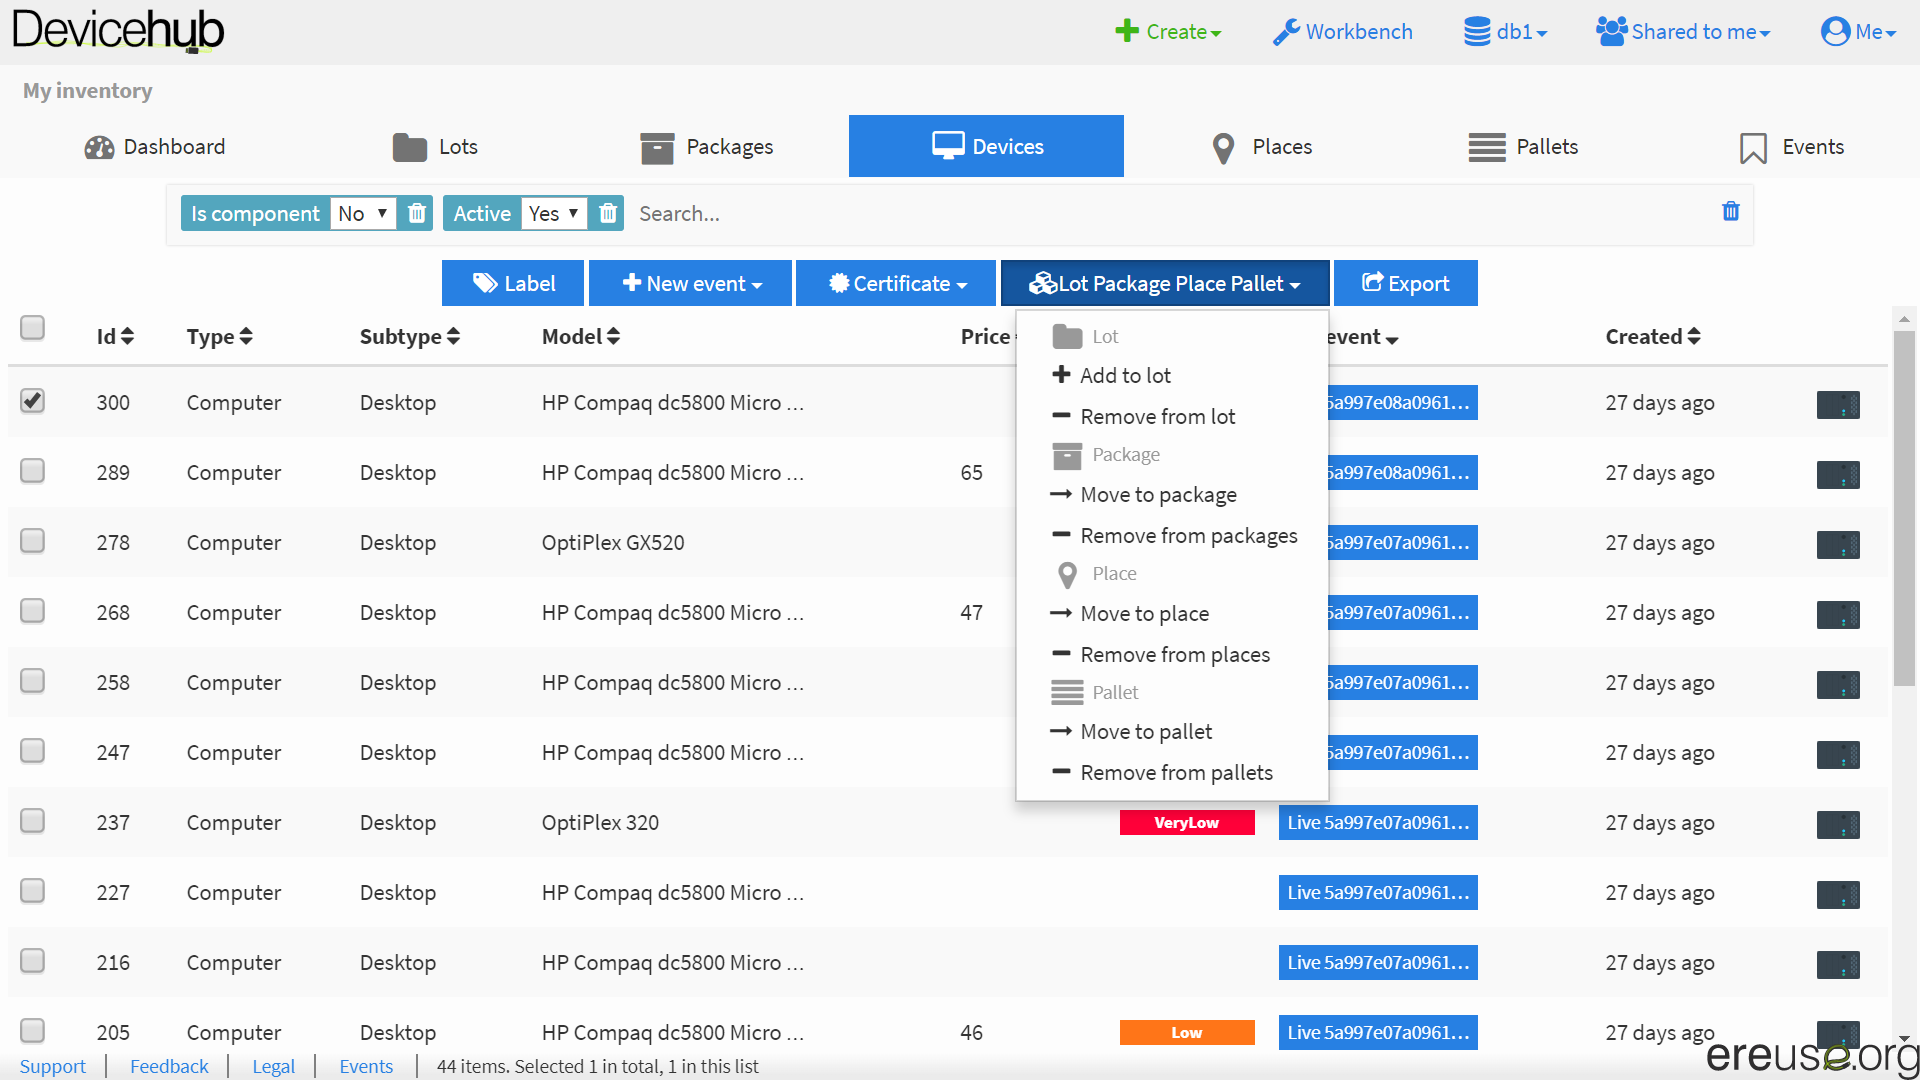 Devicehub
Create
Workbench
db1
Shared to me
Me
My inventory
Dashboard
Lots
Packages
Devices
Places
Pallets
Events
Is component No
Active Yes
Search...
Label
New event
Certificate
Lot Package Place Pallet
Export
Id Type Subtype Model Price event Created
Lot
Add to lot
Remove from lot
Package
Move to package
Remove from packages
Place
Move to place
Remove from places
Pallet
Move to pallet
Remove from pallets
300 Computer Desktop HP Compaq dc5800 Micro ... 5a997e08a0961... 27 days ago
289 Computer Desktop HP Compaq dc5800 Micro ... 65 5a997e08a0961... 27 days ago
278 Computer Desktop OptiPlex GX520 5a997e07a0961... 27 days ago
268 Computer Desktop HP Compaq dc5800 Micro ... 47 5a997e07a0961... 27 days ago
258 Computer Desktop HP Compaq dc5800 Micro ... 5a997e07a0961... 27 days ago
247 Computer Desktop HP Compaq dc5800 Micro ... 5a997e07a0961... 27 days ago
237 Computer Desktop OptiPlex 320 VeryLow Live 5a997e07a0961... 27 days ago
227 Computer Desktop HP Compaq dc5800 Micro ... Live 5a997e07a0961... 27 days ago
216 Computer Desktop HP Compaq dc5800 Micro ... Live 5a997e07a0961... 27 days ago
205 Computer Desktop HP Compaq dc5800 Micro ... 46 Low Live 5a997e07a0961... 27 days ago
Support
Feedback
Legal
Events
44 items. Selected 1 in total, 1 in this list
ereuse.org